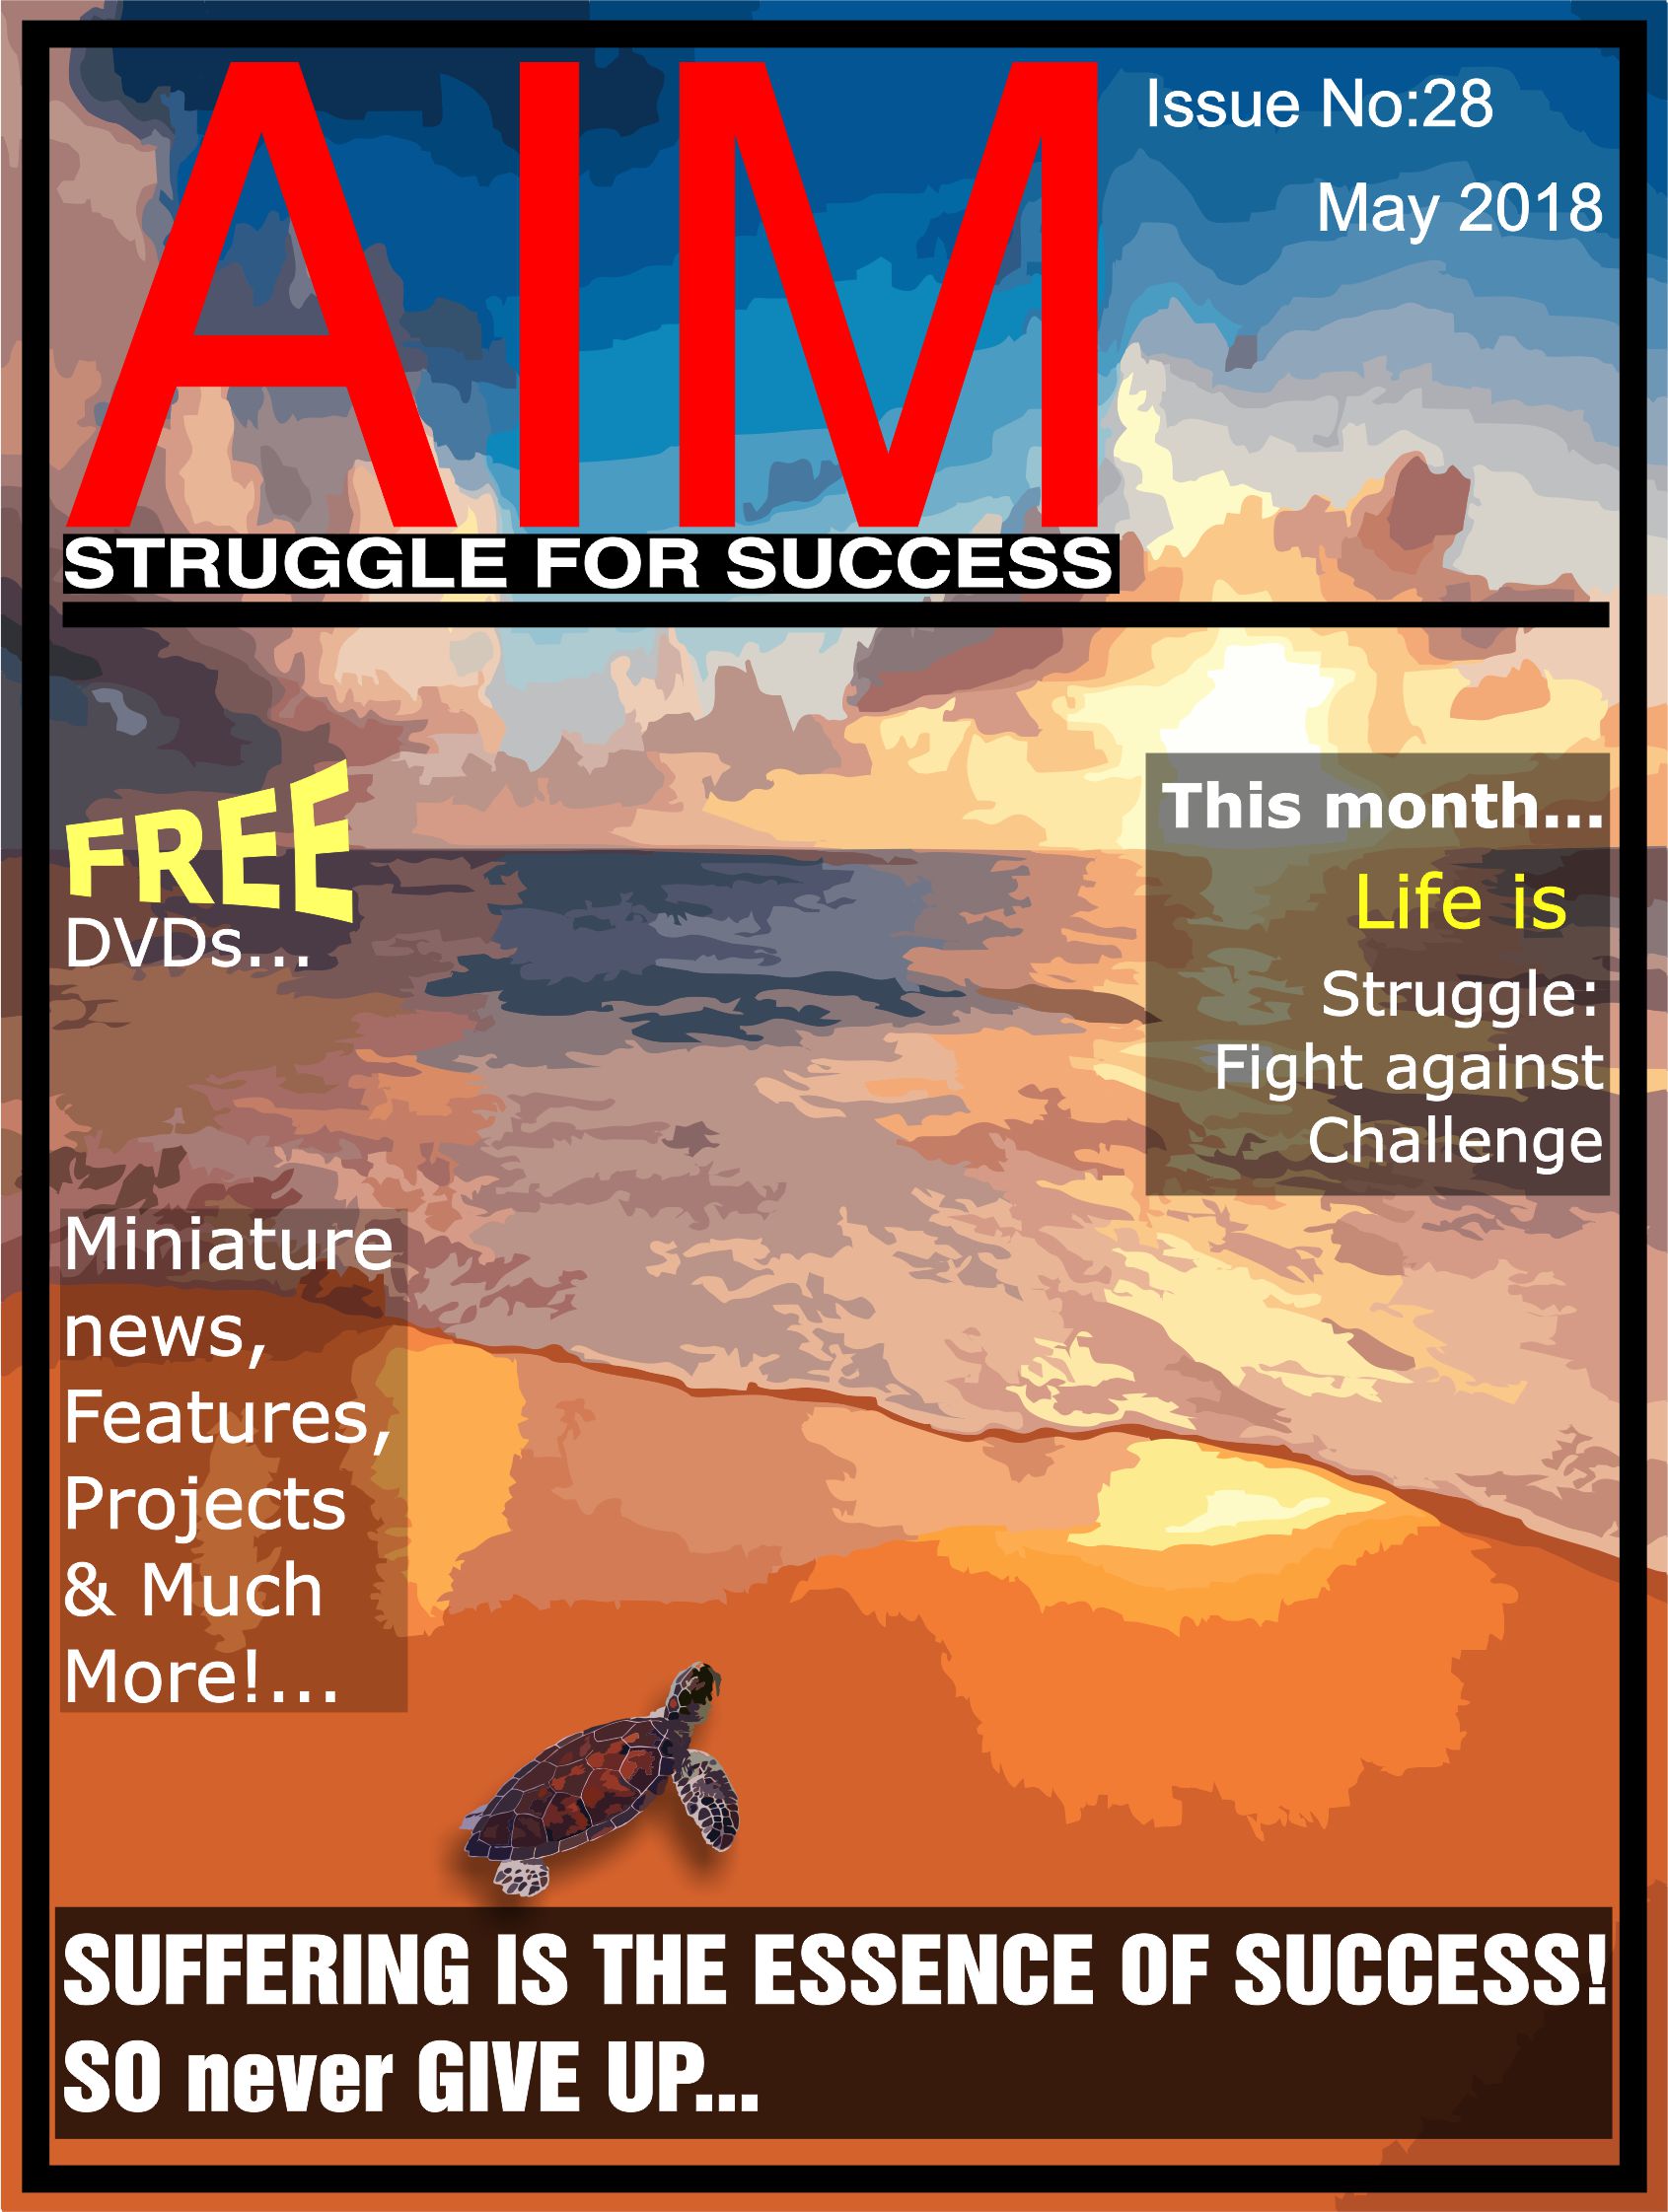 AIM
Issue No:28
May 2018
STRUGGLE FOR SUCCESS
FREE
DVDs...
This month...
Life is
Struggle:
Fight against
Challenge
Miniature
news,
Features,
Projects
& Much
More!...
SUFFERING IS THE ESSENCE OF SUCCESS!
SO never GIVE UP...